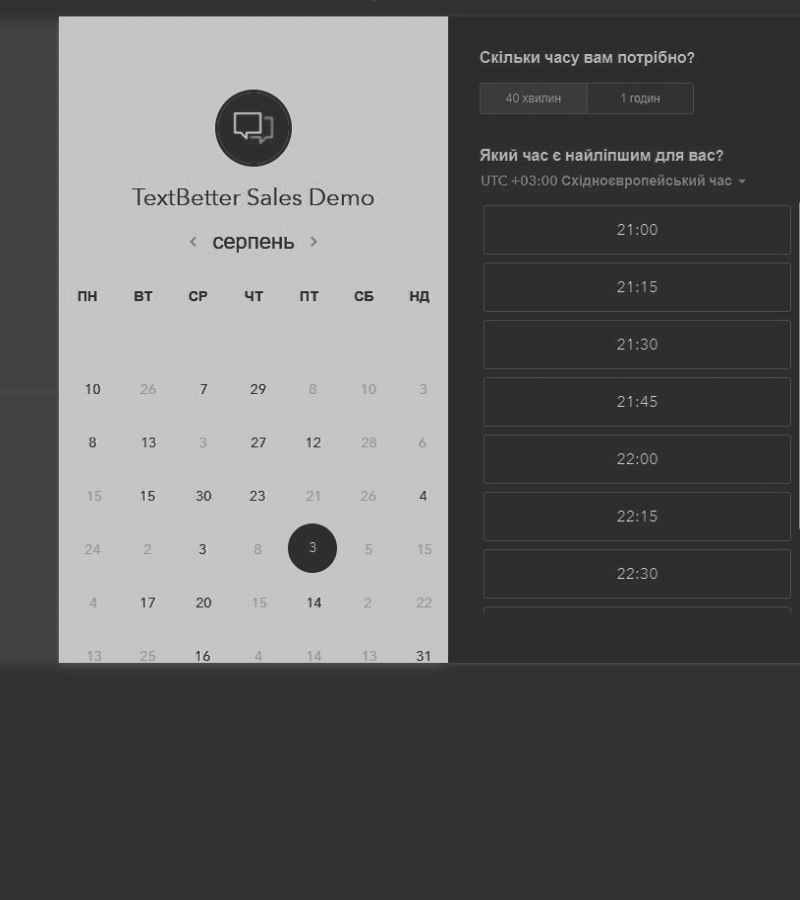 TextBetter Sales Demo
серпень
ПН ВТ СР ЧТ ПТ СБ НД
10 26 7 29 8 10 3
8 13 3 27 12 28 6
15 15 30 23 21 26 4
24 2 3 8 3 5 15
4 17 20 15 14 2 22
13 25 16 4 14 13 31
Скільки часу вам потрібно?
40 хвилин 1 годин
Який час є найліпшим для вас?
UTC +03:00 Східноєвропейський час
21:00
21:15
21:30
21:45
22:00
22:15
22:30